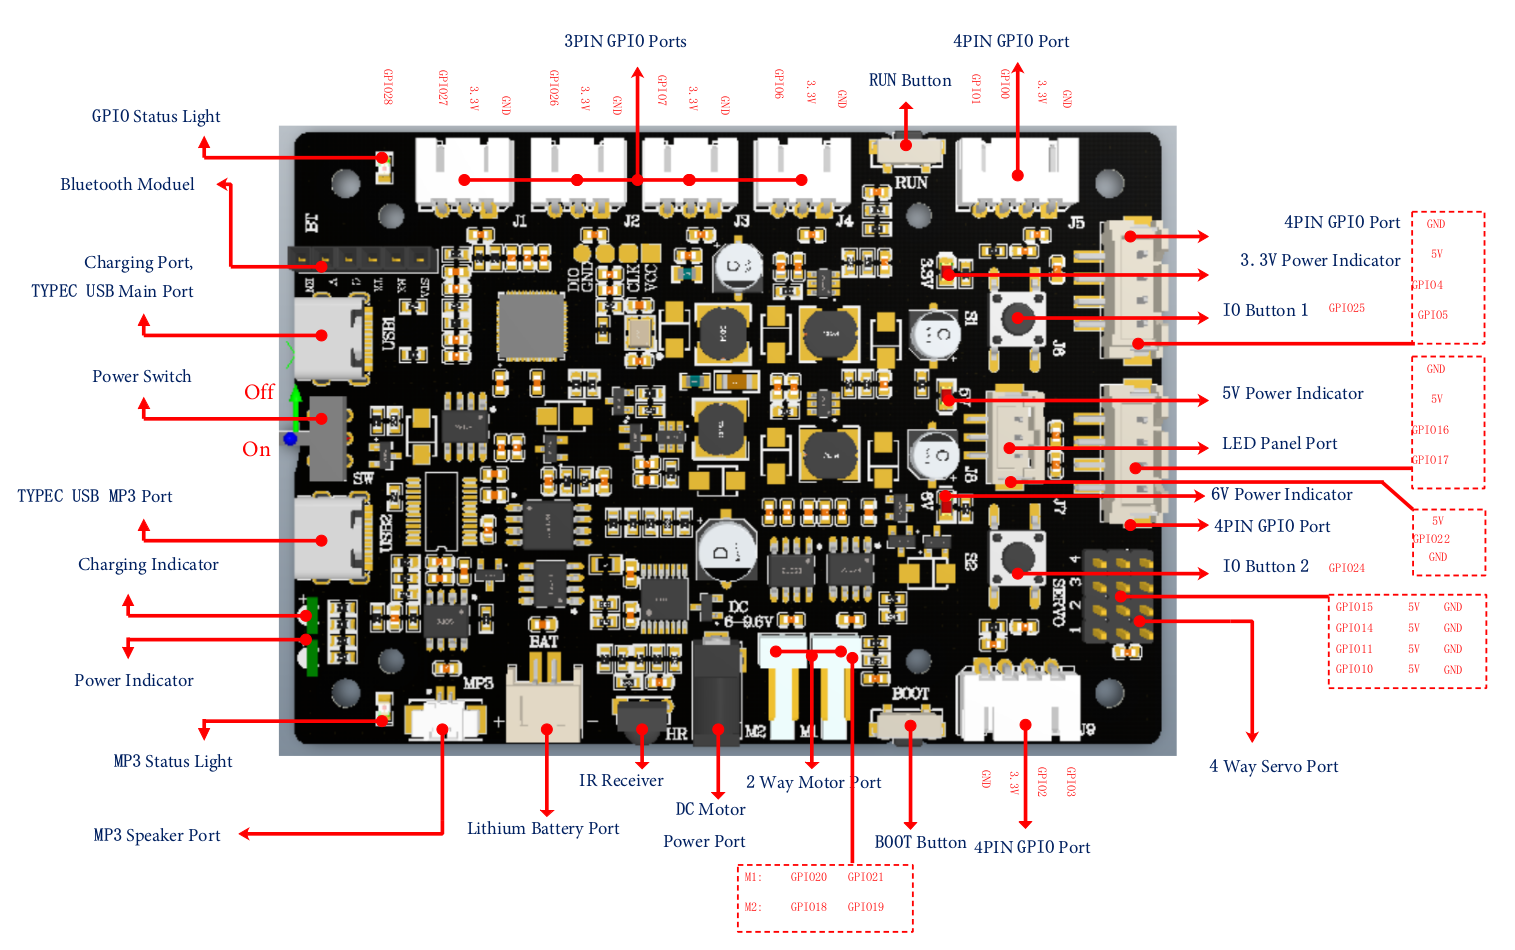 3PIN GPIO Ports
4PIN GPIO Port
RUN Button
GPIO28
GPIO27
3.3V
GND
GPIO26
3.3V
GND
GPIO7
3.3V
GND
GPIO6
3.3V
GND
GPIO1
GPIO0
3.3V
GND
GPIO Status Light
Bluetooth Moduel
Charging Port,
TYPEC USB Main Port
Power Switch
Off
On
TYPEC USB MP3 Port
Charging Indicator
Power Indicator
MP3 Status Light
MP3 Speaker Port
BT
J1
J2
J3
J4
RUN
J5
DIO
GND
CLK
VCC
3.3V
USB1
S1
J6
5V
SW
J8
6V
J7
USB2
S2
SERVO
4
3
2
1
DC
6-9.6V
BAT
MP3
+
−
HR
M2
M1
BOOT
J9
4PIN GPIO Port
3.3V Power Indicator
IO Button 1
GPIO25
5V Power Indicator
LED Panel Port
6V Power Indicator
4PIN GPIO Port
IO Button 2
GPIO24
4 Way Servo Port
GND
5V
GPIO4
GPIO5
GND
5V
GPIO16
GPIO17
5V
GPIO22
GND
GPIO15 5V GND
GPIO14 5V GND
GPIO11 5V GND
GPIO10 5V GND
IR Receiver
Lithium Battery Port
DC Motor
Power Port
2 Way Motor Port
BOOT Button
4PIN GPIO Port
GND
3.3V
GPIO2
GPIO3
M1: GPIO20 GPIO21
M2: GPIO18 GPIO19